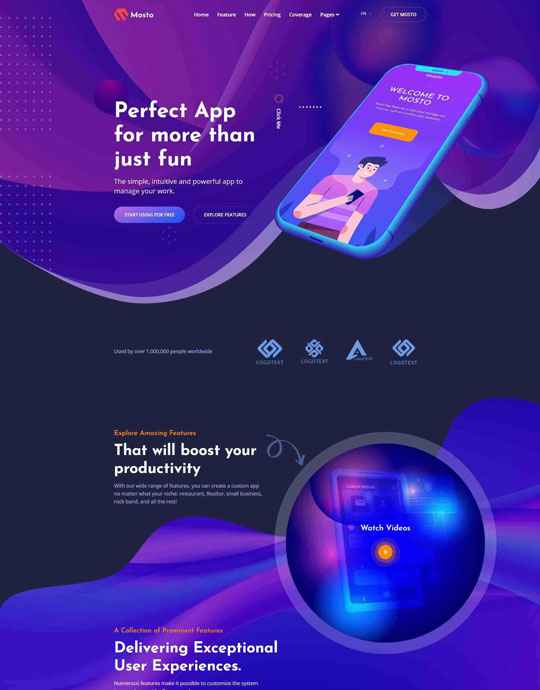 Mosto
Home Feature How Pricing Coverage Pages
EN
GET MOSTO
WELCOME TO
MOSTO
Perfect App
for more than
just fun
Click Me
The simple, intuitive and powerful app to
manage your work.
START USING FOR FREE
EXPLORE FEATURES
Used by over 1,000,000 people worldwide
LOGOTEXT
LOGOTEXT
LOGOTEXT
Explore Amazing Features
That will boost your
productivity
With our wide range of features, you can create a custom app
no matter what your niche: restaurant, Realtor, small business,
rock band, and all the rest!
Watch Videos
A Collection of Prominent Features
Delivering Exceptional
User Experiences.
Numerous features make it possible to customize the system